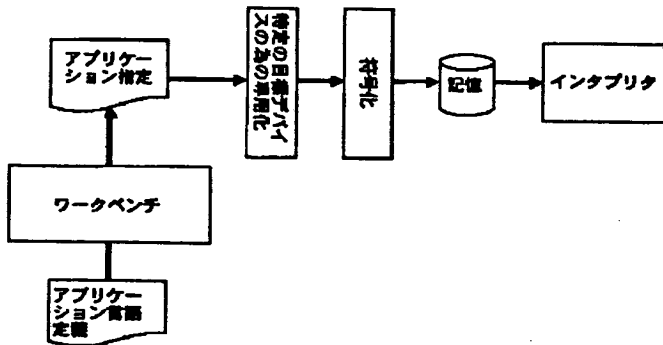 アプリケー
ション指定
特定の目標デバイ
スの為の専用化
符号化
記憶
インタプリタ
ワークベンチ
アプリケー
ション言語
定義